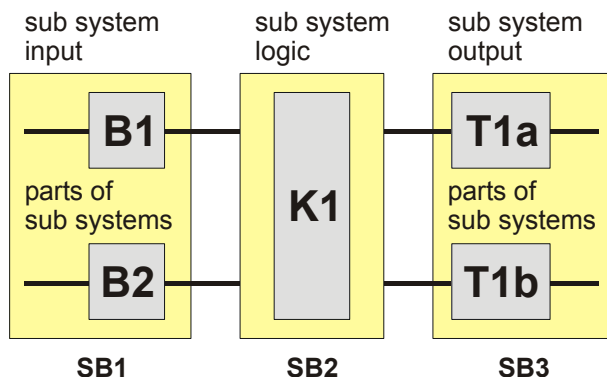 sub system
input
sub system
logic
sub system
output
B1
K1
T1a
parts of
sub systems
parts of
sub systems
B2
T1b
SB1
SB2
SB3